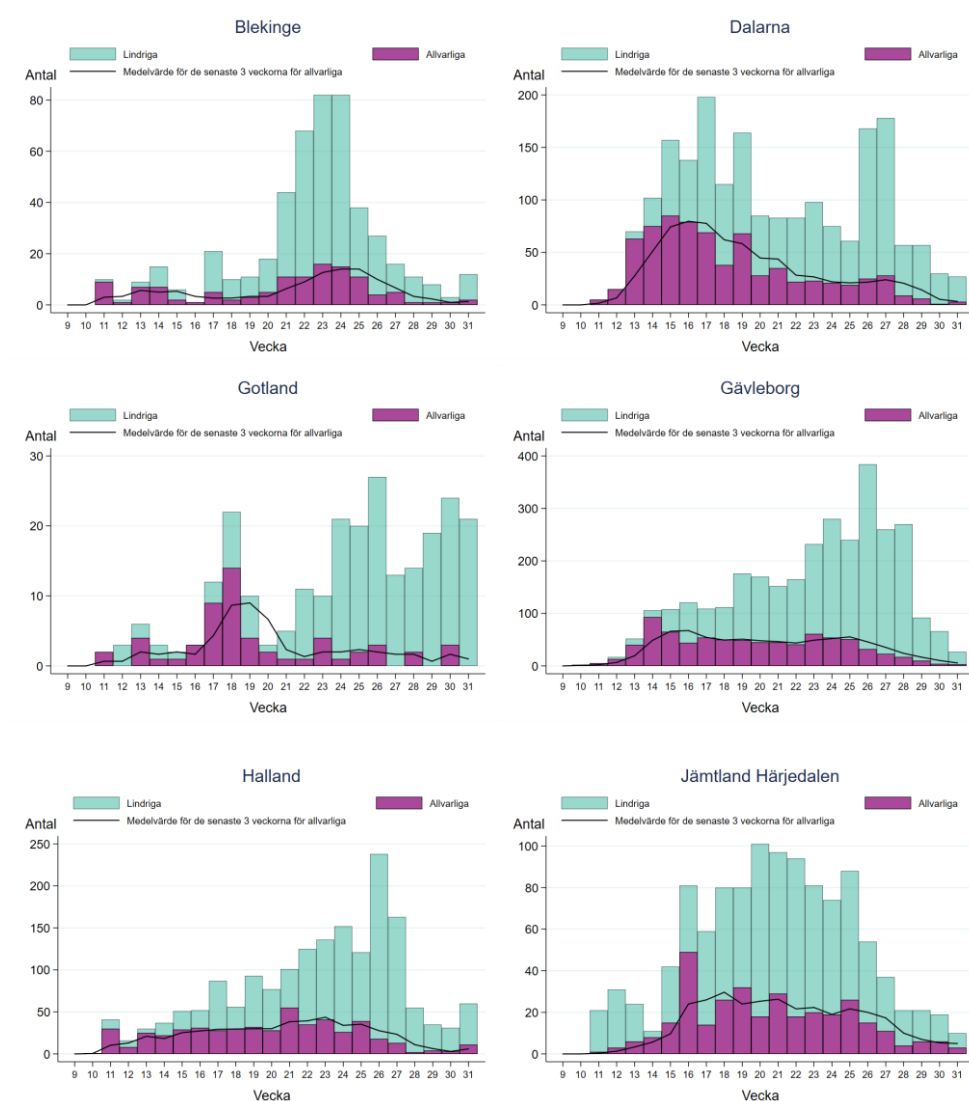 Blekinge
Lindriga Allvarliga
Medelvärde för de senaste 3 veckorna för allvarliga
Antal
80
60
40
20
0
9 10 11 12 13 14 15 16 17 18 19 20 21 22 23 24 25 26 27 28 29 30 31
Vecka
Dalarna
Lindriga Allvarliga
Medelvärde för de senaste 3 veckorna för allvarliga
Antal
200
150
100
50
0
9 10 11 12 13 14 15 16 17 18 19 20 21 22 23 24 25 26 27 28 29 30 31
Vecka
Gotland
Lindriga Allvarliga
Medelvärde för de senaste 3 veckorna för allvarliga
Antal
30
20
10
0
9 10 11 12 13 14 15 16 17 18 19 20 21 22 23 24 25 26 27 28 29 30 31
Vecka
Gävleborg
Lindriga Allvarliga
Medelvärde för de senaste 3 veckorna för allvarliga
Antal
400
300
200
100
0
9 10 11 12 13 14 15 16 17 18 19 20 21 22 23 24 25 26 27 28 29 30 31
Vecka
Halland
Lindriga Allvarliga
Medelvärde för de senaste 3 veckorna för allvarliga
Antal
250
200
150
100
50
0
9 10 11 12 13 14 15 16 17 18 19 20 21 22 23 24 25 26 27 28 29 30 31
Vecka
Jämtland Härjedalen
Lindriga Allvarliga
Medelvärde för de senaste 3 veckorna för allvarliga
Antal
100
80
60
40
20
0
9 10 11 12 13 14 15 16 17 18 19 20 21 22 23 24 25 26 27 28 29 30 31
Vecka